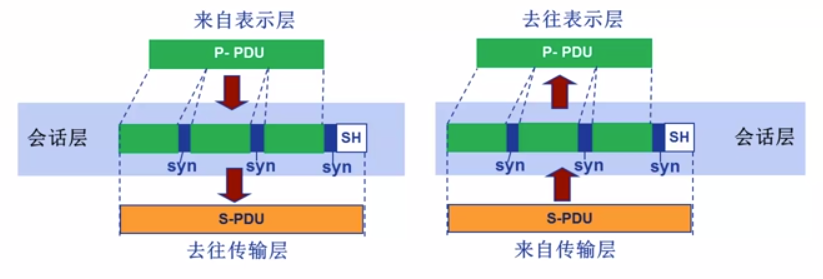 来自表示层
P- PDU
会话层
SH
syn
syn
syn
S-PDU
去往传输层
去往表示层
P- PDU
会话层
SH
syn
syn
syn
S-PDU
来自传输层